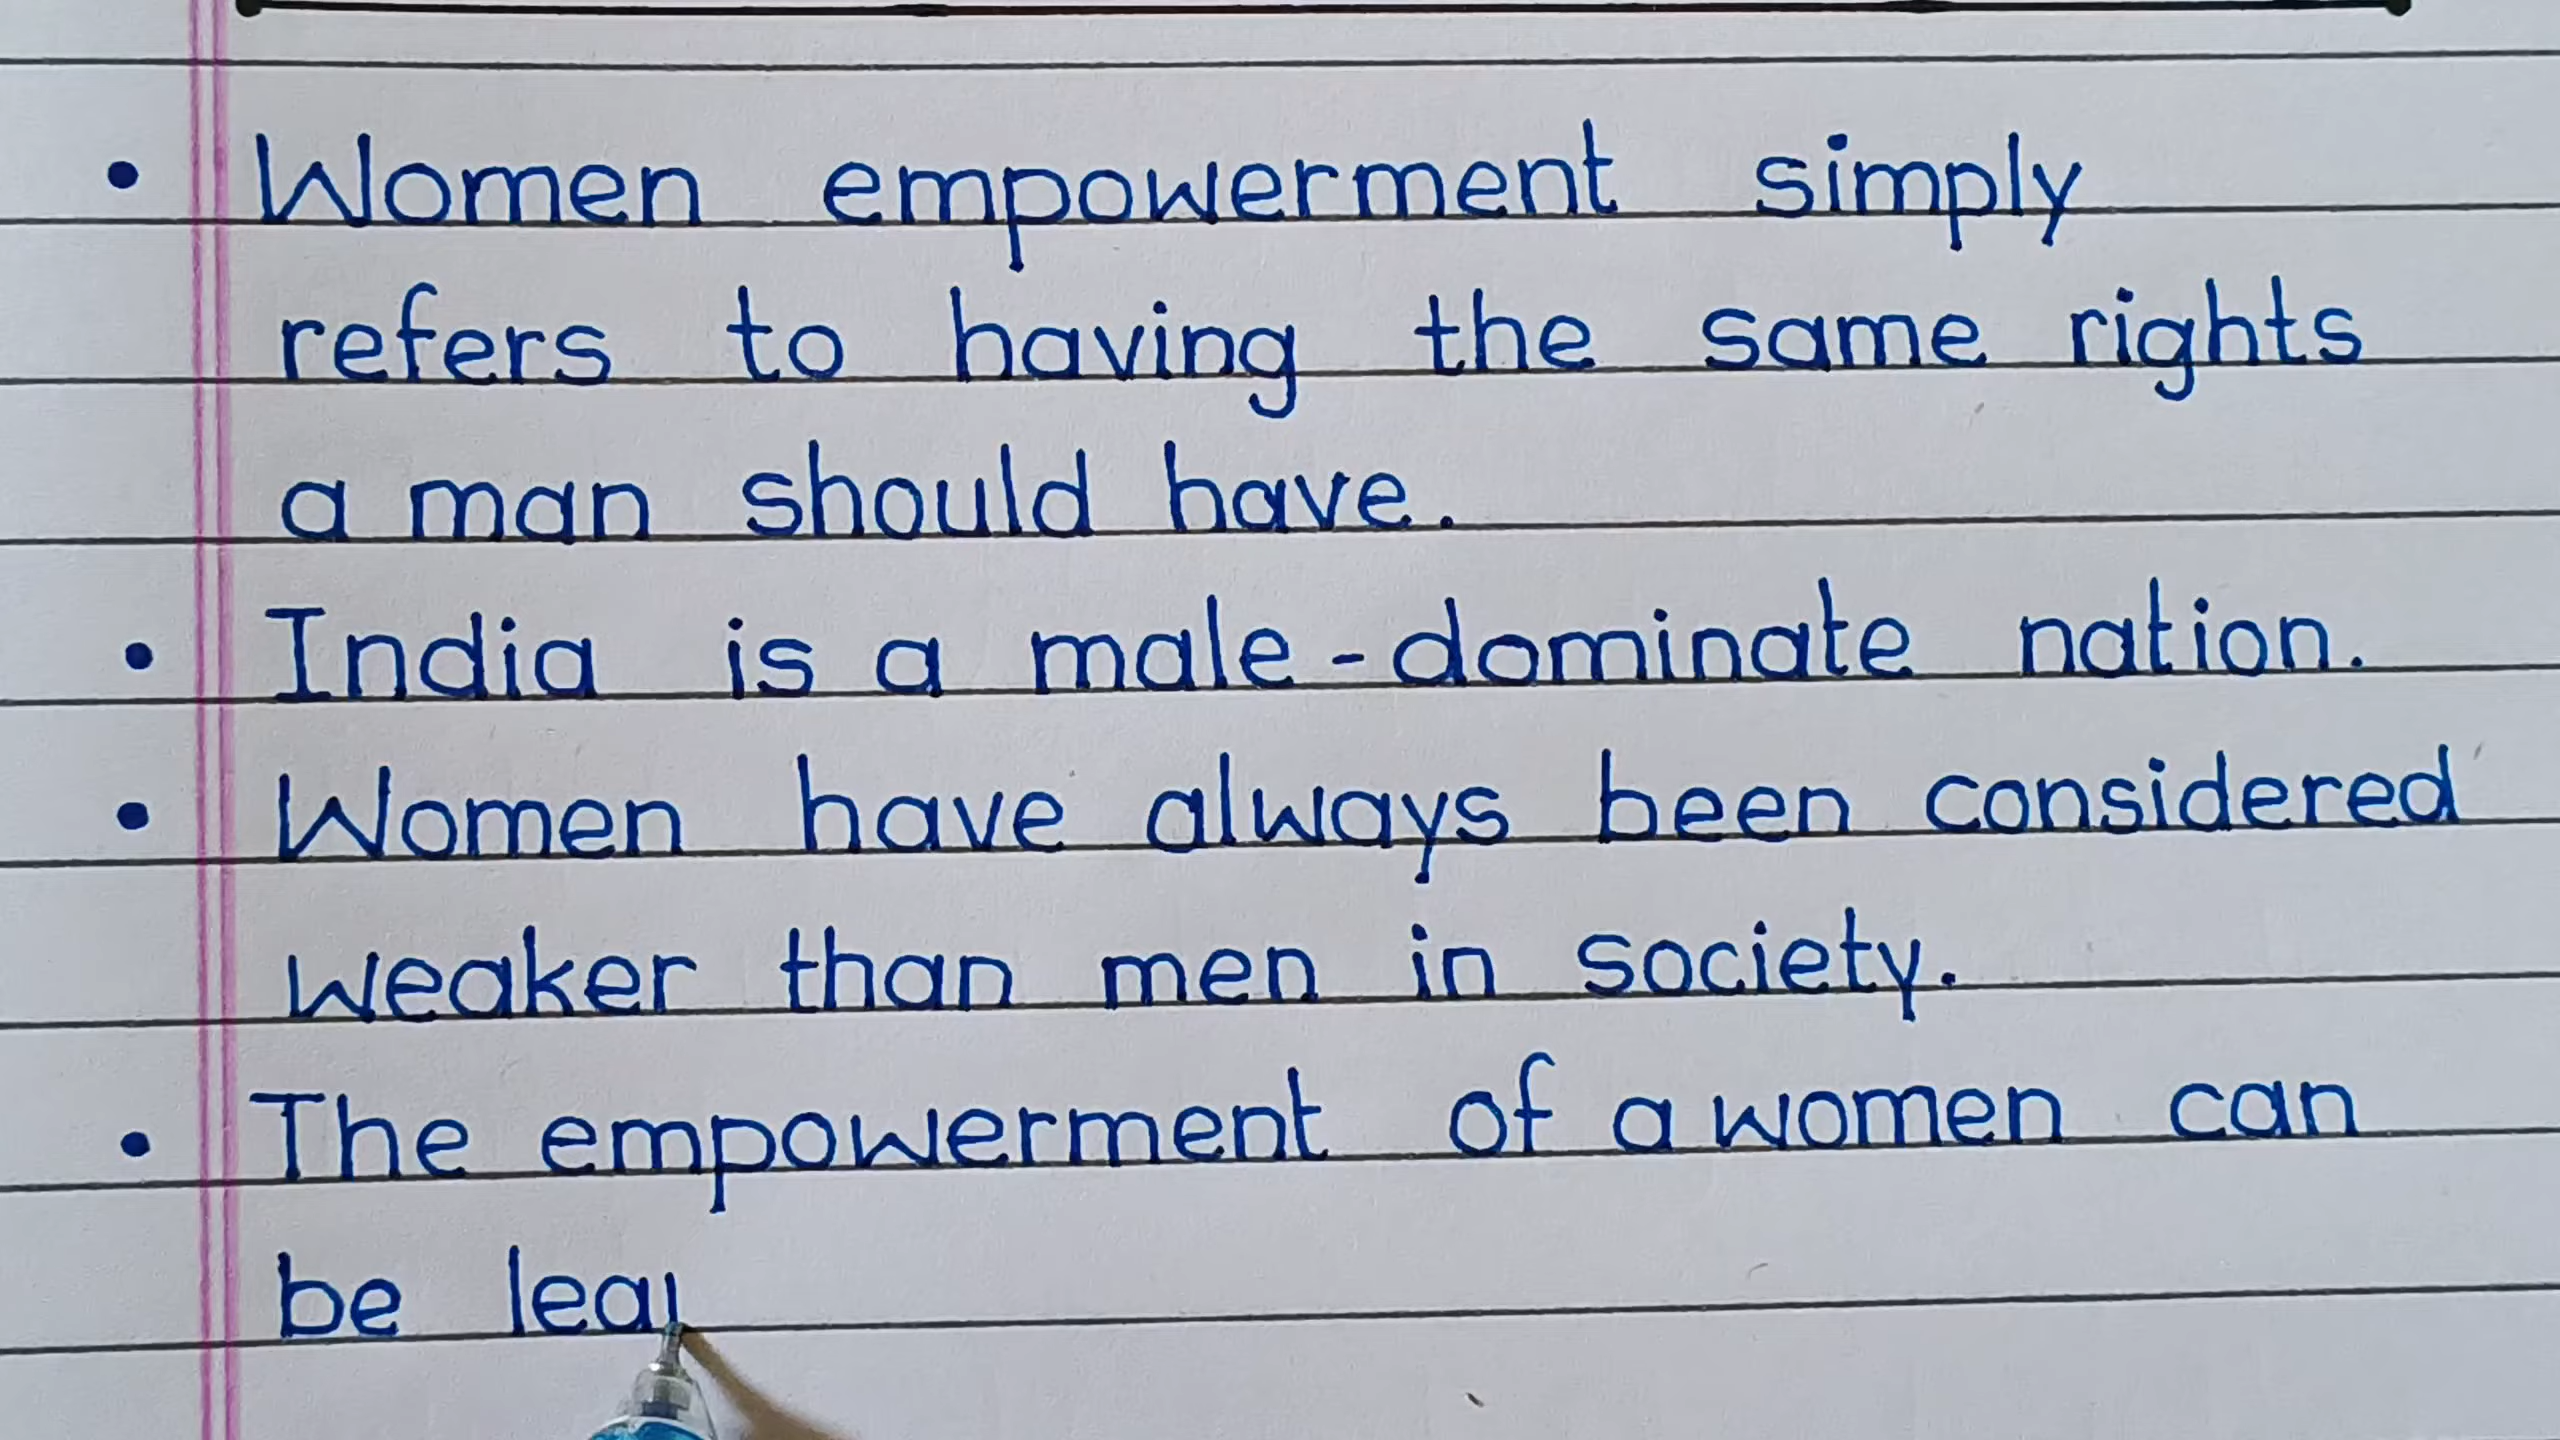 • Women empowerment simply
refers to having the same rights
a man should have.
• India is a male-dominate nation.
• Women have always been considered
weaker than men in society.
• The empowerment of a women can
be